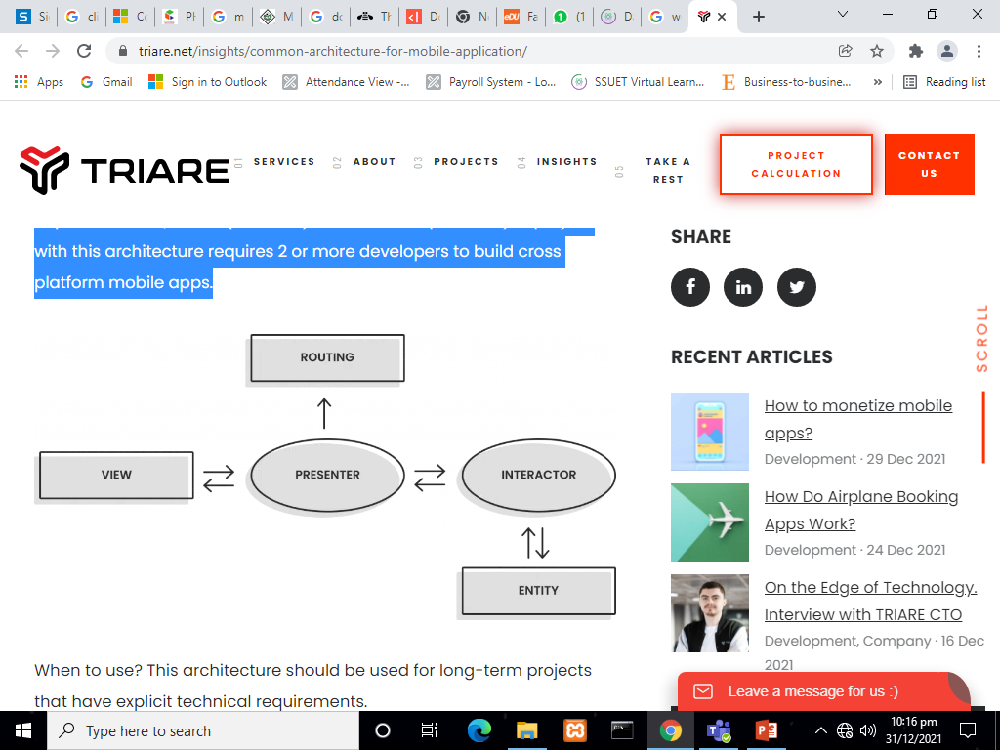 Si
cli
Co
Ph
m
M
do
Th
De
Ne
Fa
(1
D
w
triare.net/insights/common-architecture-for-mobile-application/
Apps
Gmail
Sign in to Outlook
Attendance View -...
Payroll System - Lo...
SSUET Virtual Learn...
Business-to-busine...
»
Reading list
TRIARE
01 SERVICES
02 ABOUT
03 PROJECTS
04 INSIGHTS
05 TAKE A
REST
PROJECT
CALCULATION
CONTACT
US
with this architecture requires 2 or more developers to build cross
platform mobile apps.
ROUTING
VIEW
PRESENTER
INTERACTOR
ENTITY
When to use? This architecture should be used for long-term projects
that have explicit technical requirements.
SHARE
SCROLL
RECENT ARTICLES
How to monetize mobile
apps?
Development · 29 Dec 2021
How Do Airplane Booking
Apps Work?
Development · 24 Dec 2021
On the Edge of Technology.
Interview with TRIARE CTO
Development, Company · 16 Dec
2021
Leave a message for us :)
Type here to search
10:16 pm
31/12/2021